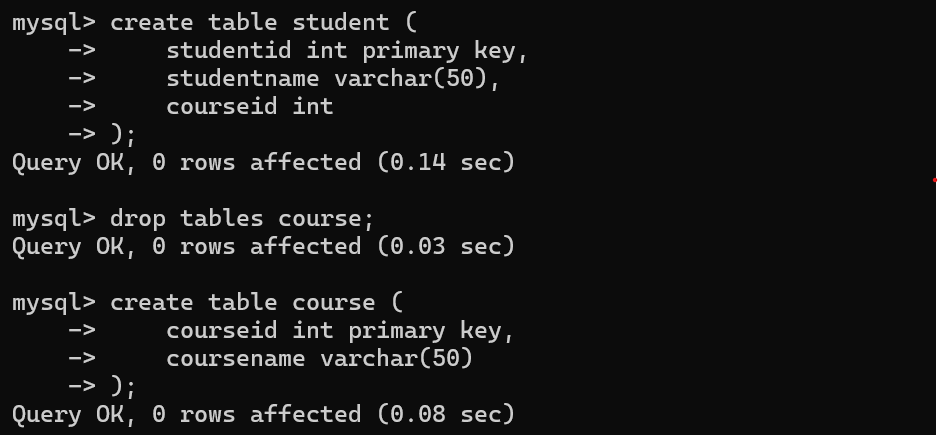 mysql> create table student (
    ->     studentid int primary key,
    ->     studentname varchar(50),
    ->     courseid int
    -> );
Query OK, 0 rows affected (0.14 sec)

mysql> drop tables course;
Query OK, 0 rows affected (0.03 sec)

mysql> create table course (
    ->     courseid int primary key,
    ->     coursename varchar(50)
    -> );
Query OK, 0 rows affected (0.08 sec)